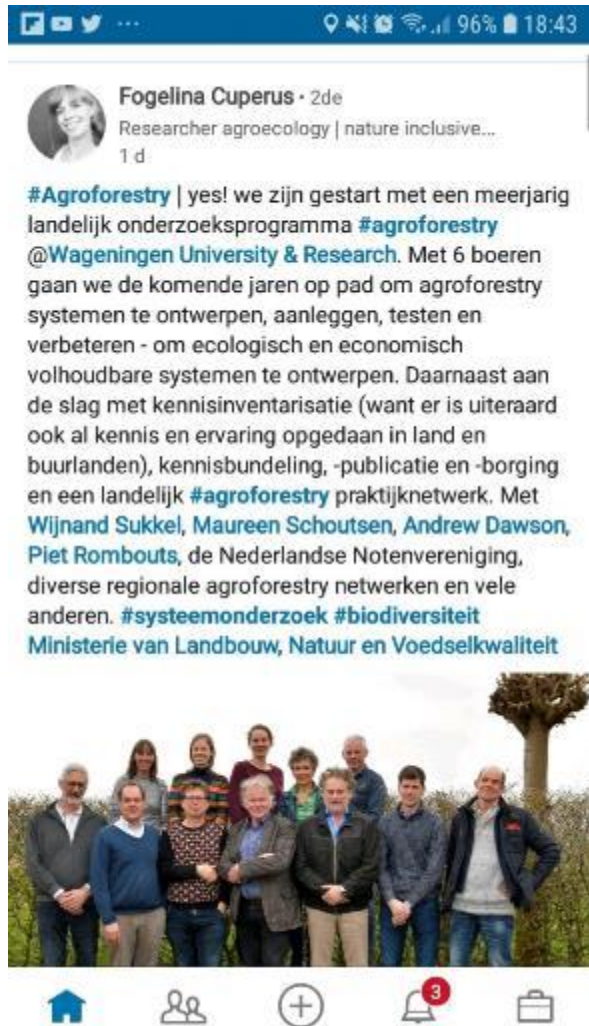 96% 18:43
Fogelina Cuperus • 2de
Researcher agroecology | nature inclusive...
1 d
#Agroforestry | yes! we zijn gestart met een meerjarig
landelijk onderzoeksprogramma #agroforestry
@Wageningen University & Research. Met 6 boeren
gaan we de komende jaren op pad om agroforestry
systemen te ontwerpen, aanleggen, testen en
verbeteren - om ecologisch en economisch
volhoudbare systemen te ontwerpen. Daarnaast aan
de slag met kennisinventarisatie (want er is uiteraard
ook al kennis en ervaring opgedaan in land en
buurlanden), kennisbundeling, -publicatie en -borging
en een landelijk #agroforestry praktijknetwerk. Met
Wijnand Sukkel, Maureen Schoutsen, Andrew Dawson,
Piet Rombouts, de Nederlandse Notenvereniging,
diverse regionale agroforestry netwerken en vele
anderen. #systeemonderzoek #biodiversiteit
Ministerie van Landbouw, Natuur en Voedselkwaliteit
3